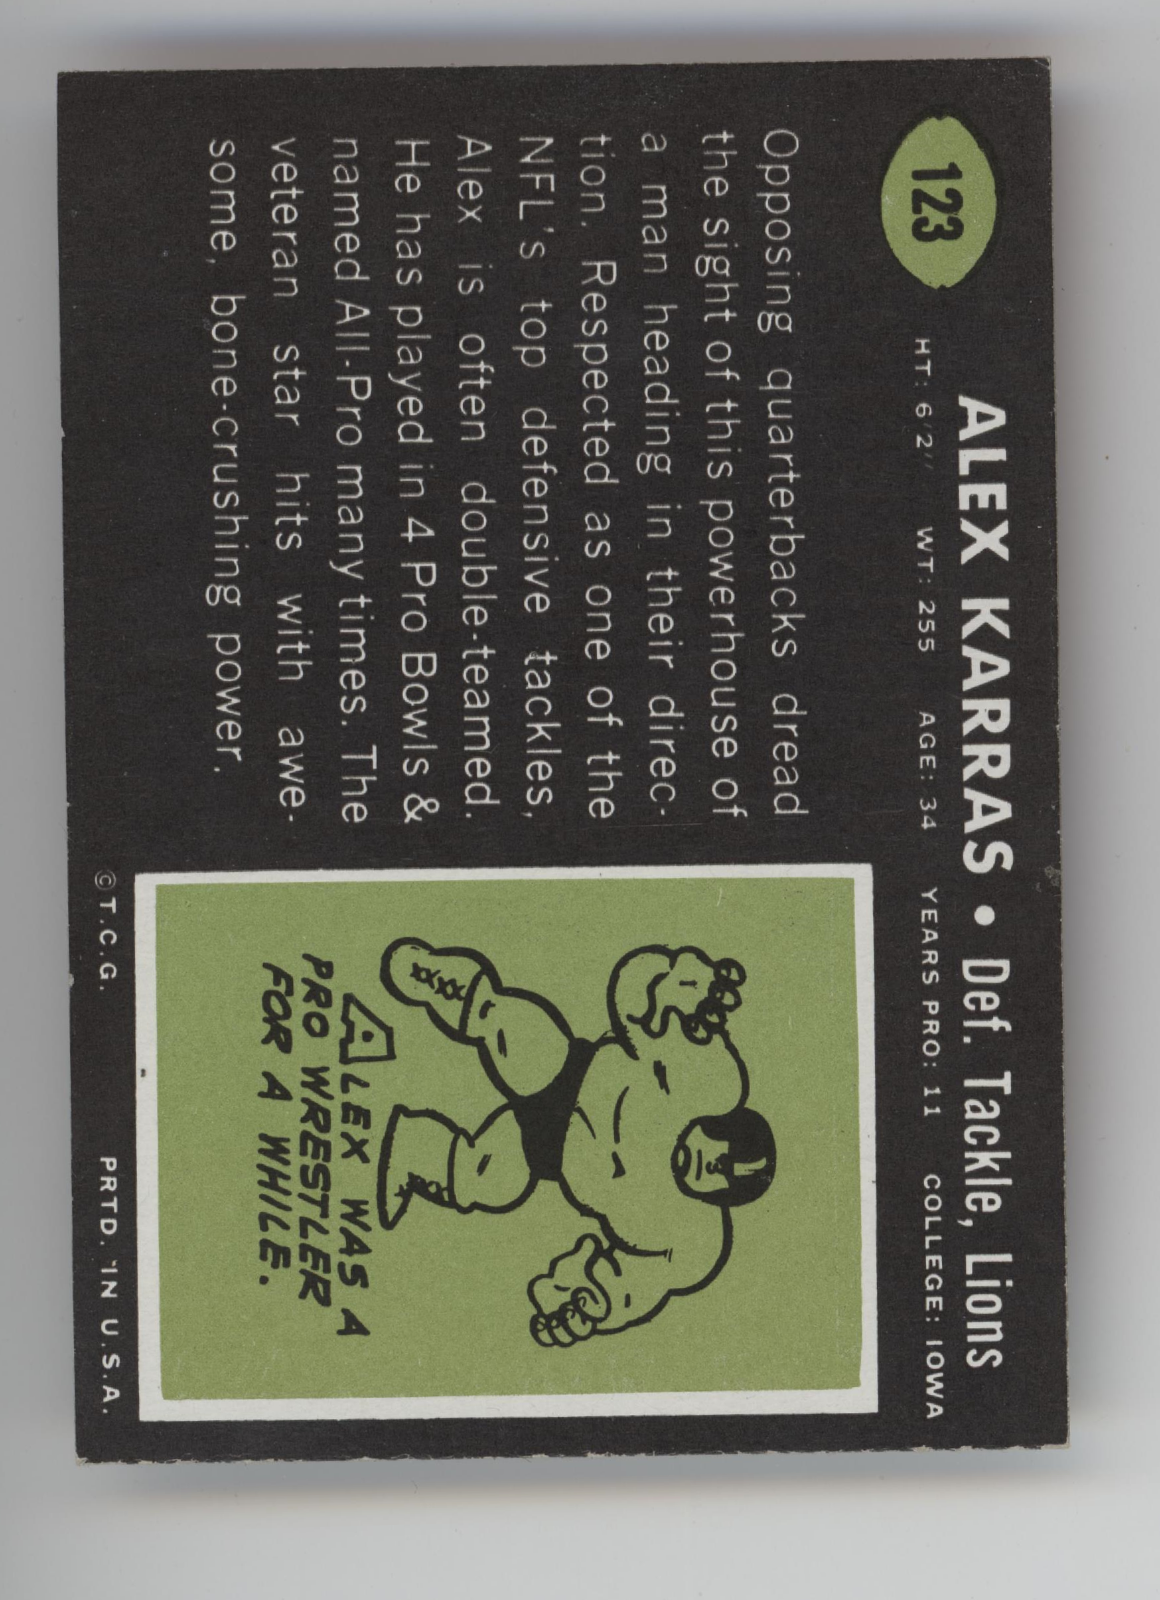 123
ALEX KARRAS • Def. Tackle, Lions
HT: 6'2" WT: 255 AGE: 34 YEARS PRO: 11 COLLEGE: IOWA
Opposing quarterbacks dread
the sight of this powerhouse of
a man heading in their direc-
tion. Respected as one of the
NFL's top defensive tackles,
Alex is often double-teamed.
He has played in 4 Pro Bowls &
named All-Pro many times. The
veteran star hits with awe-
some, bone-crushing power.
ALEX WAS A
PRO WRESTLER
FOR A WHILE.
© T.C.G. PRTD. IN U.S.A.